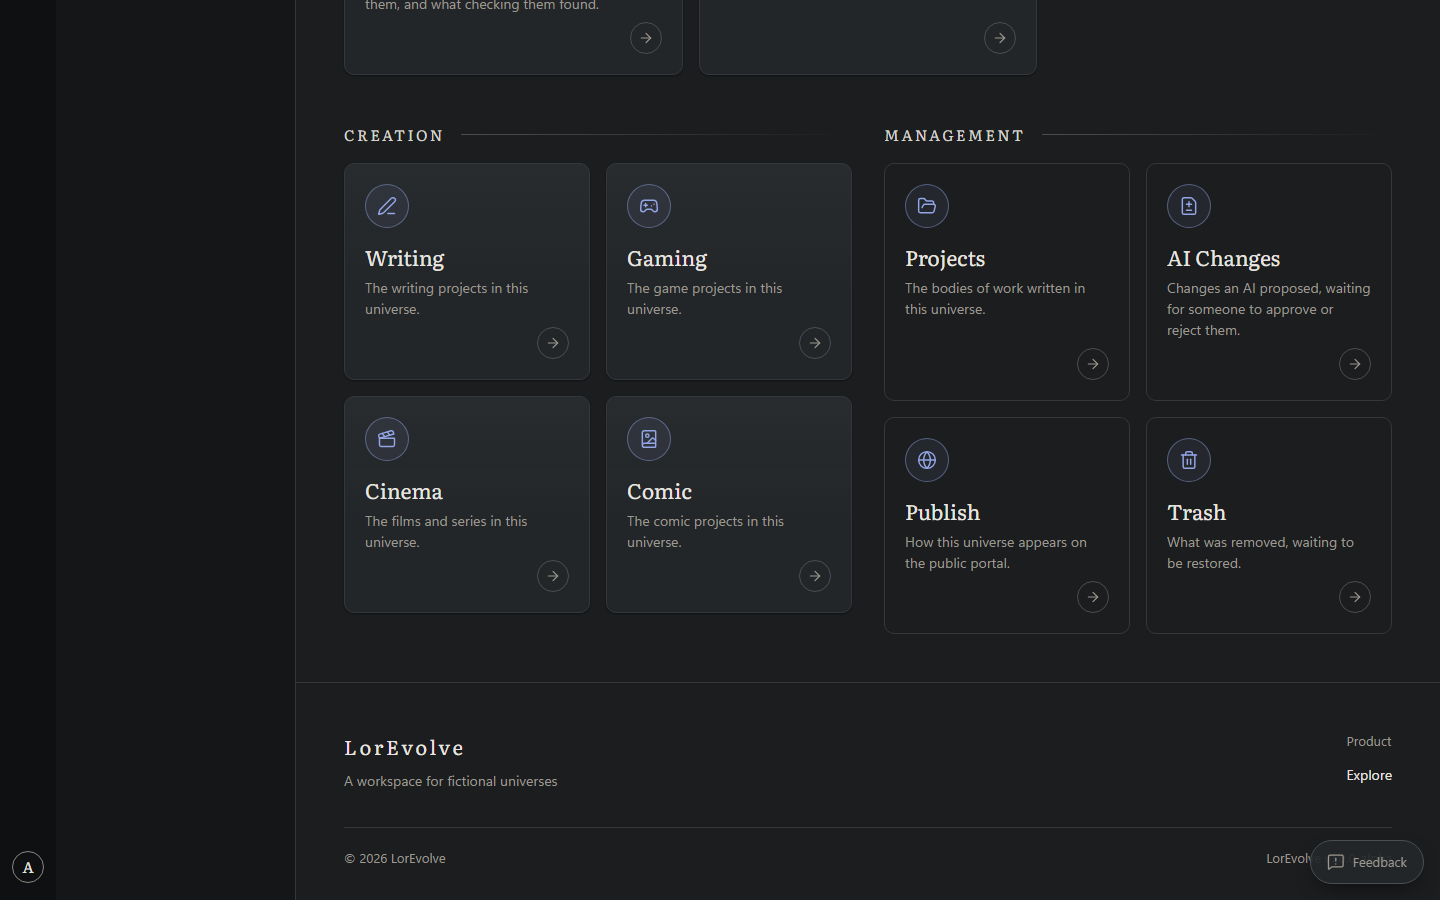 them, and what checking them found.
CREATION
Writing
The writing projects in this
universe.
Gaming
The game projects in this
universe.
Cinema
The films and series in this
universe.
Comic
The comic projects in this
universe.
MANAGEMENT
Projects
The bodies of work written in
this universe.
AI Changes
Changes an AI proposed, waiting
for someone to approve or
reject them.
Publish
How this universe appears on
the public portal.
Trash
What was removed, waiting to
be restored.
LorEvolve
A workspace for fictional universes
Product
Explore
© 2026 LorEvolve
Feedback
A